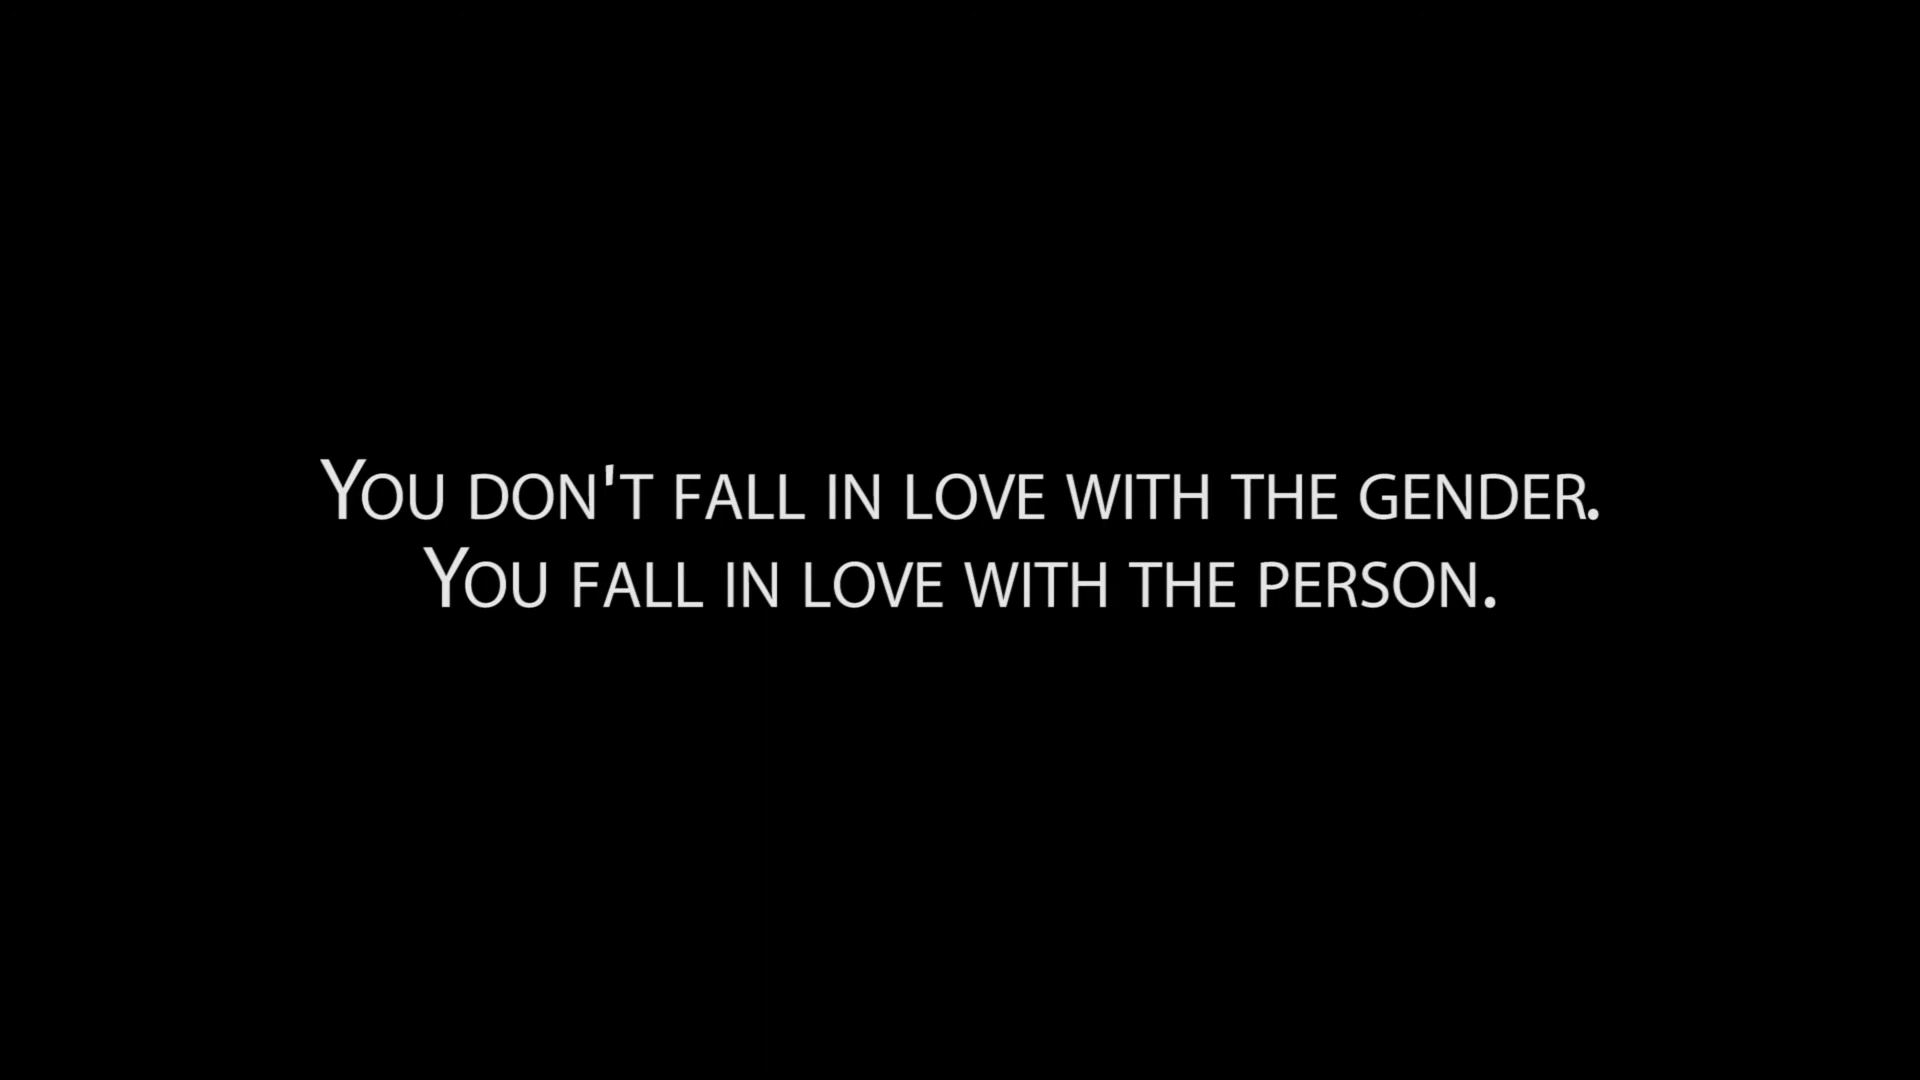 You don't fall in love with the gender.
You fall in love with the person.